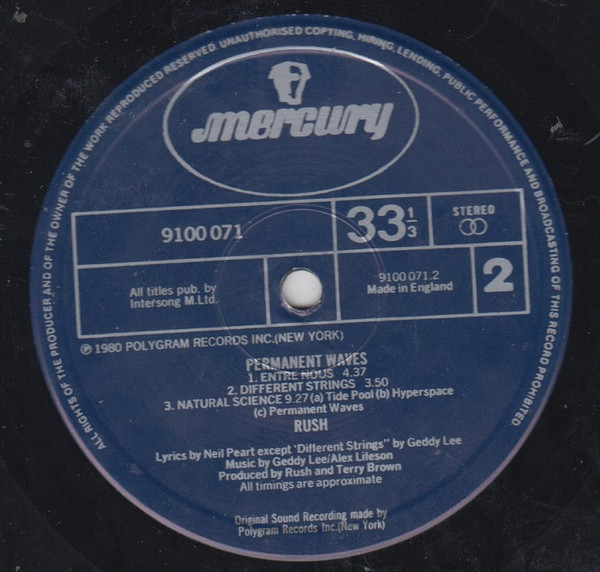 ALL RIGHTS OF THE PRODUCER AND OF THE OWNER OF THE WORK REPRODUCED RESERVED. UNAUTHORISED COPYING, HIRING, LENDING, PUBLIC PERFORMANCE AND BROADCASTING OF THIS RECORD PROHIBITED.
mercury
9100 071
33 1/3
STEREO
All titles pub. by
Intersong M.Ltd.
9100 071.2
Made in England
2
℗ 1980 POLYGRAM RECORDS INC.(NEW YORK)
PERMANENT WAVES
1. ENTRE NOUS 4.37
2. DIFFERENT STRINGS 3.50
3. NATURAL SCIENCE 9.27 (a) Tide Pool (b) Hyperspace
(c) Permanent Waves
RUSH
Lyrics by Neil Peart except 'Different Strings" by Geddy Lee
Music by Geddy Lee/Alex Lileson
Produced by Rush and Terry Brown
All timings are approximate
Original Sound Recording made by
Polygram Records Inc.(New York)